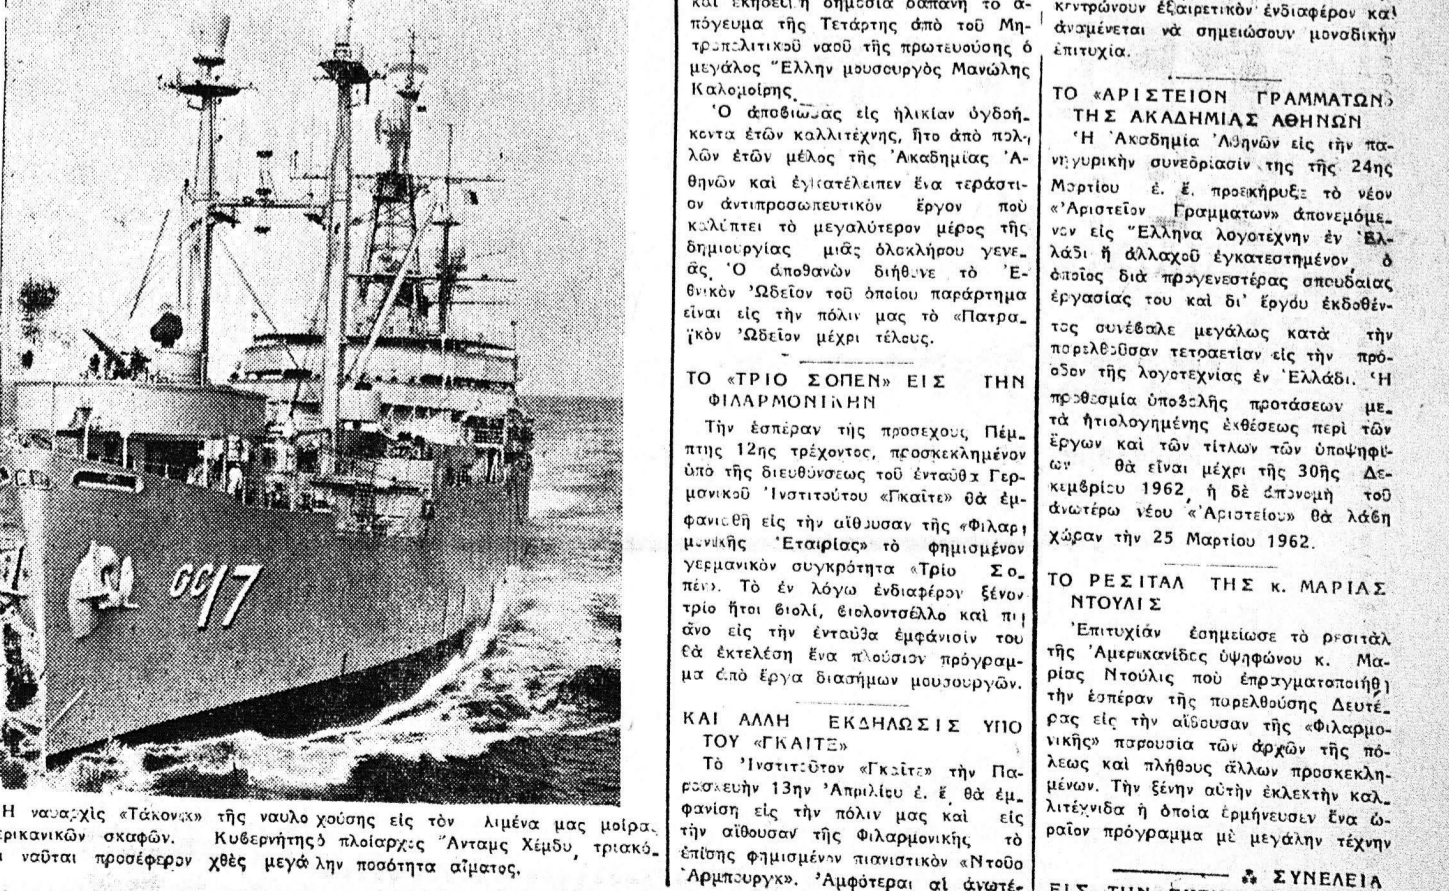 CC17
Ἡ ναυαρχὶς «Τάκονικ» τῆς ναυλοχούσης εἰς τὸν λιμένα μας μοίρα
ερικανικῶν σκαφῶν. Κυβερνήτης ὁ πλοίαρχος Ἄνταμς Χέμδυ, τριακό-
ι ναῦται προσέφερον χθὲς μεγάλην ποσότητα αἵματος.
καὶ ἐκηδεύθη δημοσίᾳ δαπάνῃ τὸ ἀ-
πόγευμα τῆς Τετάρτης ἀπὸ τοῦ Μη-
τροπολιτικοῦ ναοῦ τῆς πρωτευούσης ὁ
μεγάλος Ἕλλην μουσουργὸς Μανώλης
Καλομοίρης.
Ὁ ἀποβιώσας εἰς ἡλικίαν ὀγδοή-
κοντα ἐτῶν καλλιτέχνης, ἦτο ἀπὸ πολ-
λῶν ἐτῶν μέλος τῆς Ἀκαδημίας Ἀ-
θηνῶν καὶ ἐγκατέλειπεν ἕνα τεράστι-
ον ἀντιπροσωπευτικὸν ἔργον ποὺ
καλύπτει τὸ μεγαλύτερον μέρος τῆς
δημιουργίας μιᾶς ὁλοκλήρου γενε-
ᾶς. Ὁ ἀποθανὼν διήθυνε τὸ Ἐ-
θνικὸν Ὠδεῖον τοῦ ὁποίου παράρτημα
εἶναι εἰς τὴν πόλιν μας τὸ «Πατρα-
ϊκὸν Ὠδεῖον μέχρι τέλους.
ΤΟ «ΤΡΙΟ ΣΟΠΕΝ» ΕΙΣ ΤΗΝ
ΦΙΛΑΡΜΟΝΙΚΗΝ
Τὴν ἑσπέραν τῆς προσεχοῦς Πέμ-
πτης 12ης τρέχοντος, προσκεκλημένον
ὑπὸ τῆς διευθύνσεως τοῦ ἐνταῦθα Γερ-
μανικοῦ Ἰνστιτούτου «Γκαῖτε» θὰ ἐμ-
φανισθῇ εἰς τὴν αἴθουσαν τῆς «Φιλαρ
μονικῆς Ἑταιρίας» τὸ φημισμένον
γερμανικὸν συγκρότητα «Τρίο Σο-
πέν». Τὸ ἐν λόγῳ ἐνδιαφέρον ξένον
τρίο ἤτοι βιολί, βιολοντσέλλο καὶ πι
ᾶνο εἰς τὴν ἐνταῦθα ἐμφάνισίν του
θὰ ἐκτελέσῃ ἕνα πλούσιον πρόγραμ-
μα ἀπὸ ἔργα διασήμων μουσουργῶν.
ΚΑΙ ΑΛΛΗ ΕΚΔΗΛΩΣΙΣ ΥΠΟ
ΤΟΥ «ΓΚΑΙΤΕ»
Τὸ Ἰνστιτοῦτον «Γκαῖτε» τὴν Πα-
ρασκευὴν 13ην Ἀπριλίου ἐ. ἔ. θὰ ἐμ-
φανίσῃ εἰς τὴν πόλιν μας καὶ εἰς
τὴν αἴθουσαν τῆς Φιλαρμονικῆς τὸ
ἐπίσης φημισμένον πιανιστικὸν «Ντοῦο
Ἄρμπουργκ». Ἀμφότεραι αἱ ἀνωτέ-
κεντρώνουν ἐξαιρετικὸν ἐνδιαφέρον καὶ
ἀναμένεται νὰ σημειώσουν μοναδικὴν
ἐπιτυχία.
ΤΟ «ΑΡΙΣΤΕΙΟΝ ΓΡΑΜΜΑΤΩΝ»
ΤΗΣ ΑΚΑΔΗΜΙΑΣ ΑΘΗΝΩΝ
Ἡ Ἀκαδημία Ἀθηνῶν εἰς τὴν πα-
νηγυρικὴν συνεδρίασίν της τῆς 24ης
Μαρτίου ἐ. ἔ. προεκήρυξε τὸ νέον
«Ἀριστεῖον Γραμματων» ἀπονεμόμε-
νον εἰς Ἕλληνα λογοτέχνην ἐν Ἑλ-
λάδι ἢ ἀλλαχοῦ ἐγκατεστημένον, ὁ
ὁποῖος διὰ προγενεστέρας σπουδαίας
ἐργασίας του καὶ δι' ἔργου ἐκδοθέν-
τος συνέβαλε μεγάλως κατὰ τὴν
παρελθοῦσαν τετραετίαν εἰς τὴν πρό-
οδον τῆς λογοτεχνίας ἐν Ἑλλάδι. Ἡ
προθεσμία ὑποβολῆς προτάσεων με-
τὰ ἠτιολογημένης ἐκθέσεως περὶ τῶν
ἔργων καὶ τῶν τίτλων τῶν ὑποψηφί-
ων θὰ εἶναι μέχρι τῆς 30ῆς Δε-
κεμβρίου 1962, ἡ δὲ ἀπονομὴ τοῦ
ἀνωτέρω νέου «Ἀριστείου» θὰ λάβῃ
χώραν τὴν 25 Μαρτίου 1962.
ΤΟ ΡΕΣΙΤΑΛ ΤΗΣ κ. ΜΑΡΙΑΣ
ΝΤΟΥΛΙΣ
Ἐπιτυχίαν ἐσημείωσε τὸ ρεσιτὰλ
τῆς Ἀμερικανίδος ὑψηφώνου κ. Μα-
ρίας Ντούλις ποὺ ἐπραγματοποιήθη
τὴν ἑσπέραν τῆς παρελθούσης Δευτέ-
ρας εἰς τὴν αἴθουσαν τῆς «Φιλαρμο-
νικῆς» παρουσία τῶν ἀρχῶν τῆς πό-
λεως καὶ πλήθους ἄλλων προσκεκλη-
μένων. Τὴν ξένην αὐτὴν ἐκλεκτὴν καλ-
λιτέχνιδα ἡ ὁποία ἑρμήνευσεν ἕνα ὡ-
ραῖον πρόγραμμα μὲ μεγάλην τέχνην
ΣΥΝΕΛΕΙΑ
ΕΙΣ ΤΗΝ